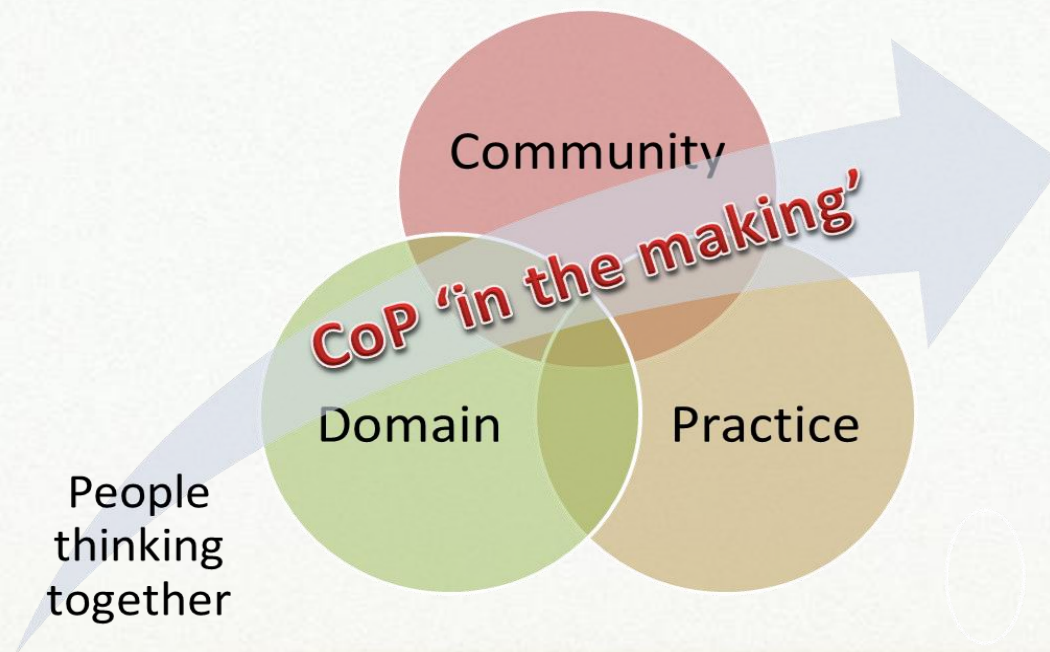 Community
CoP ‘in the making’
Domain
Practice
People
thinking
together